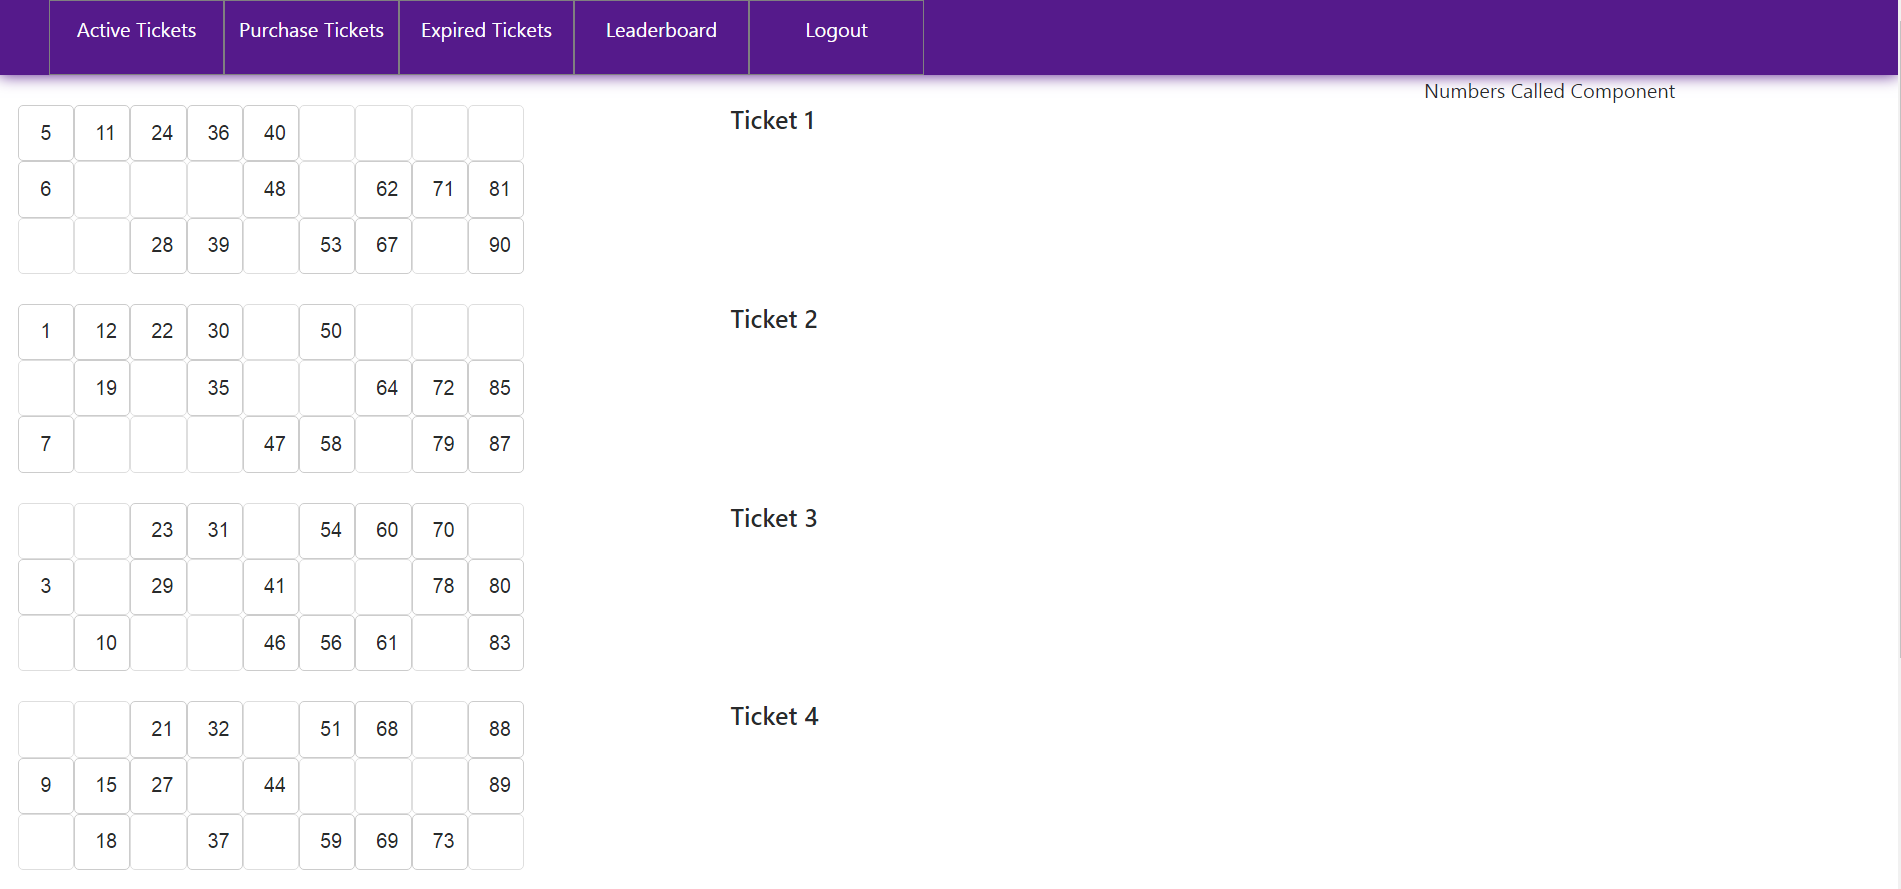 Active Tickets Purchase Tickets Expired Tickets Leaderboard Logout
Numbers Called Component
Ticket 1
5 11 24 36 40
6 48 62 71 81
28 39 53 67 90
Ticket 2
1 12 22 30 50
19 35 64 72 85
7 47 58 79 87
Ticket 3
23 31 54 60 70
3 29 41 78 80
10 46 56 61 83
Ticket 4
21 32 51 68 88
9 15 27 44 89
18 37 59 69 73